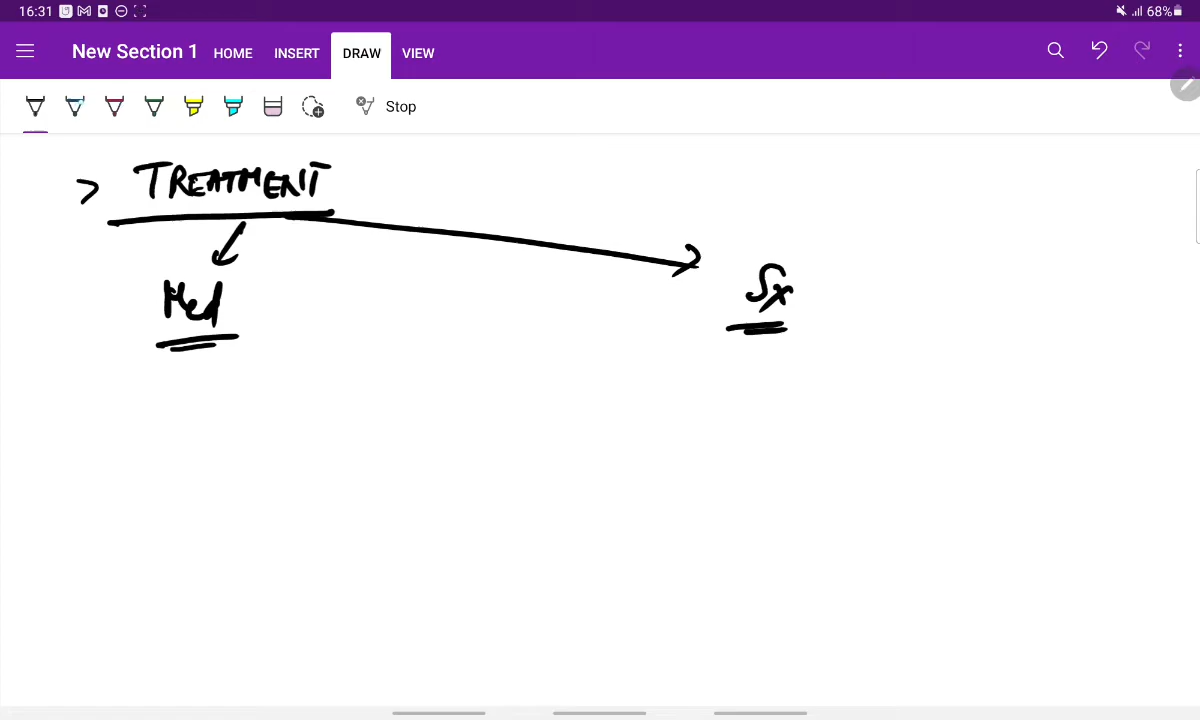 16:31 68%
New Section 1 HOME INSERT DRAW VIEW
Stop
> TREATMENT
Med Sx